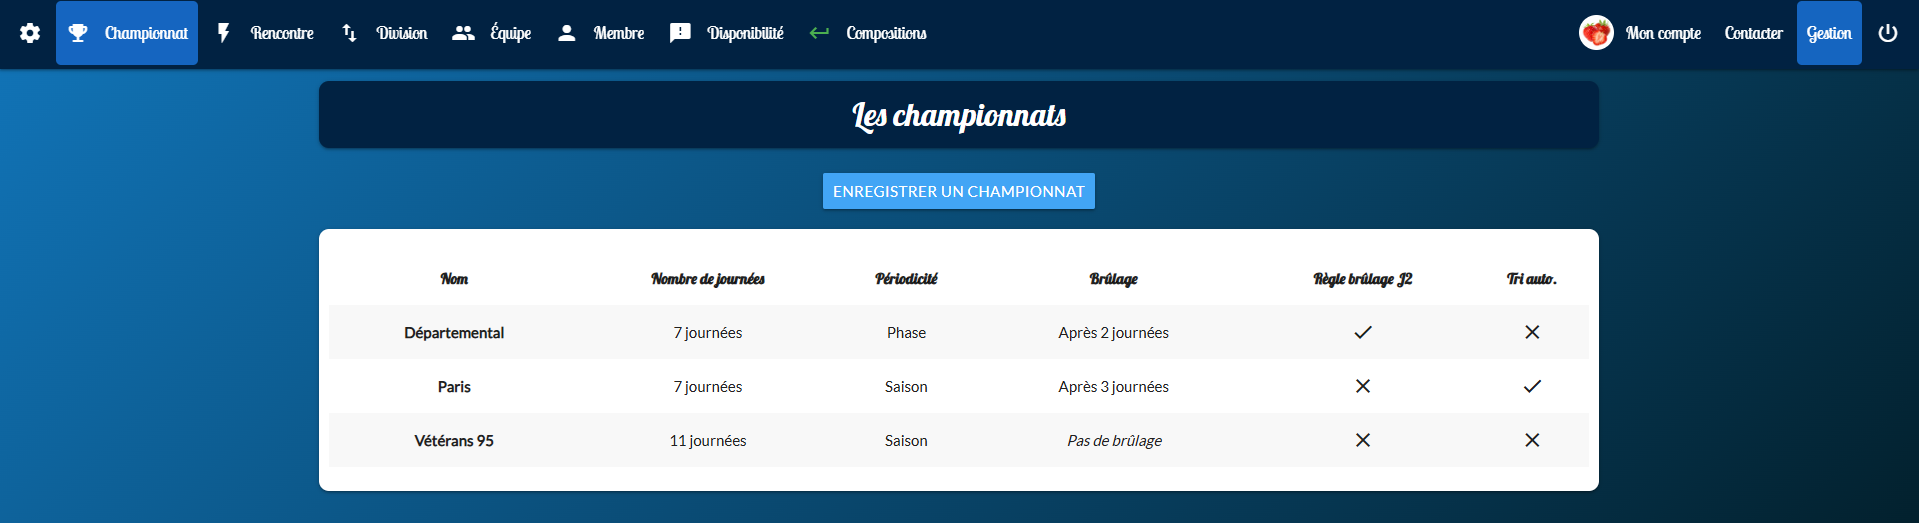 Championnat Rencontre Division Équipe Membre Disponibilité Compositions Mon compte Contacter Gestion
Les championnats
ENREGISTRER UN CHAMPIONNAT
Nom Nombre de journées Périodicité Brûlage Règle brûlage J2 Tri auto.
Départemental 7 journées Phase Après 2 journées
Paris 7 journées Saison Après 3 journées
Vétérans 95 11 journées Saison Pas de brûlage